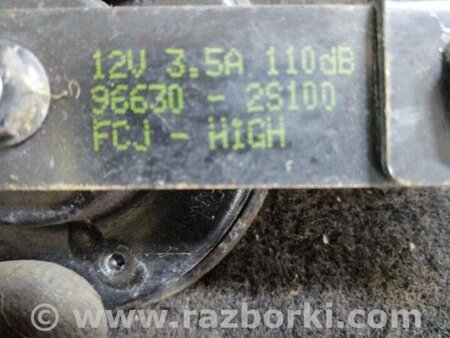 12V 3.5A 110dB
96630 - 2S100
FCJ - HIGH
© www.razborki.com